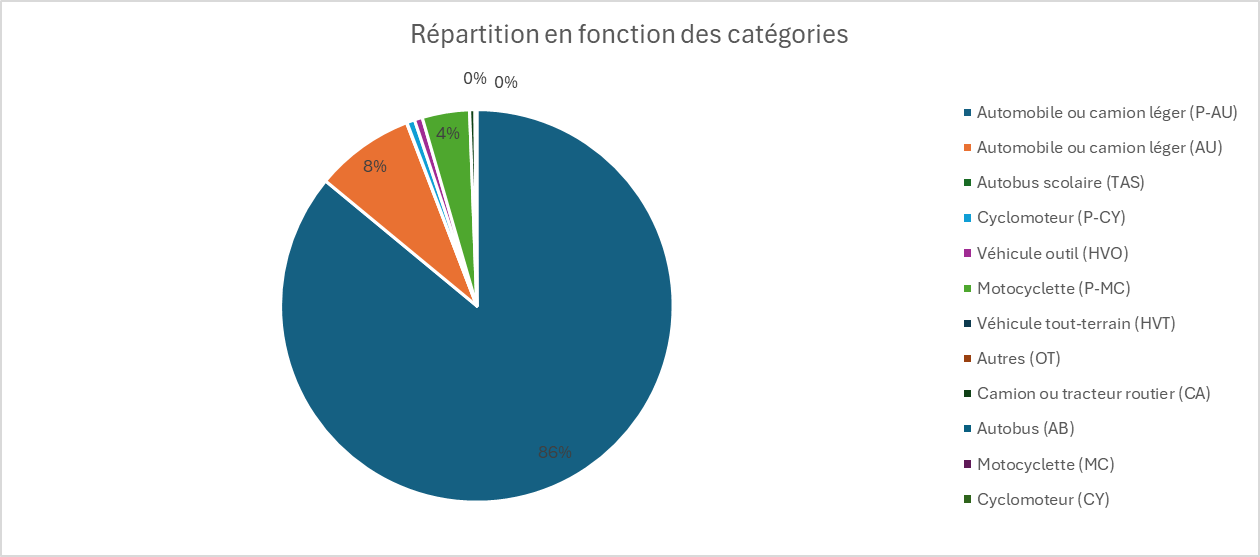 Répartition en fonction des catégories
0%
0%
4%
8%
86%
Automobile ou camion léger (P-AU)
Automobile ou camion léger (AU)
Autobus scolaire (TAS)
Cyclomoteur (P-CY)
Véhicule outil (HVO)
Motocyclette (P-MC)
Véhicule tout-terrain (HVT)
Autres (OT)
Camion ou tracteur routier (CA)
Autobus (AB)
Motocyclette (MC)
Cyclomoteur (CY)